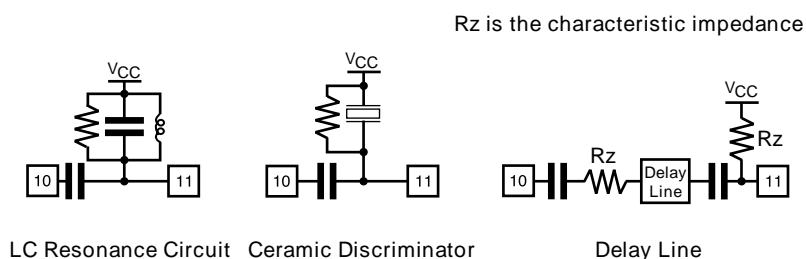 Rz is the characteristic impedance
VCC
VCC
VCC
Rz
Rz
10
11
10
11
10
Delay
Line
11
LC Resonance Circuit
Ceramic Discriminator
Delay Line